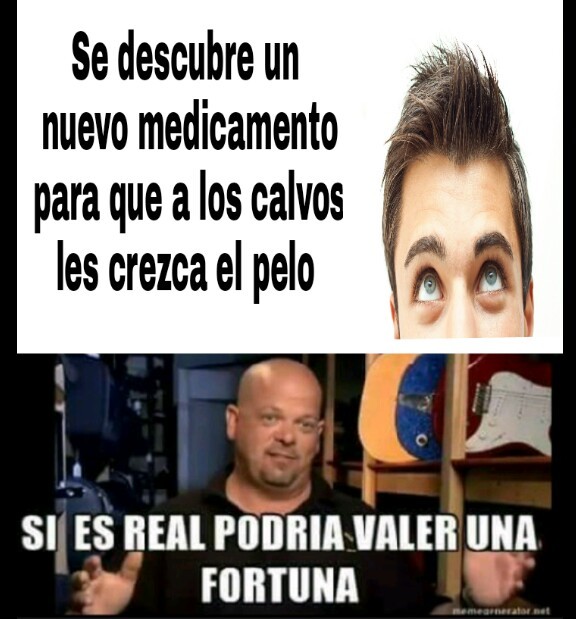 Se descubre un
nuevo medicamento
para que a los calvos
les crezca el pelo
SI ES REAL PODRIA VALER UNA
FORTUNA
memegenerator.net